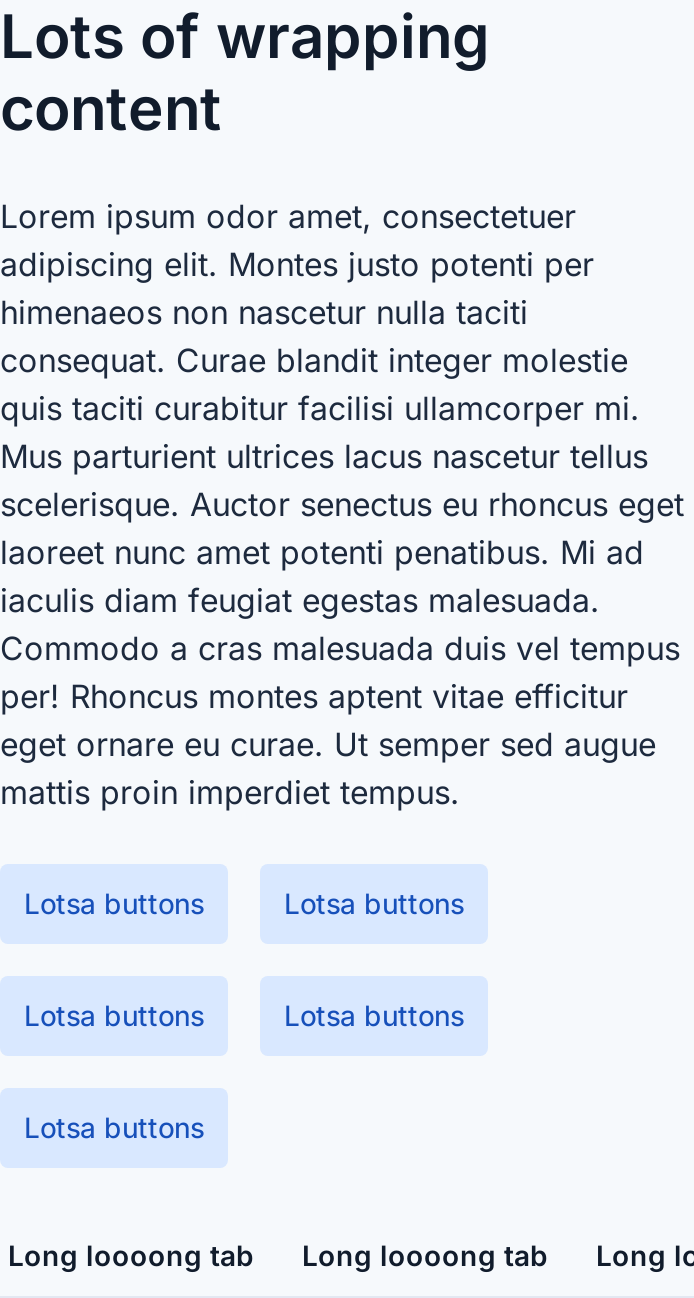 Lots of wrapping
content
Lorem ipsum odor amet, consectetuer
adipiscing elit. Montes justo potenti per
himenaeos non nascetur nulla taciti
consequat. Curae blandit integer molestie
quis taciti curabitur facilisi ullamcorper mi.
Mus parturient ultrices lacus nascetur tellus
scelerisque. Auctor senectus eu rhoncus eget
laoreet nunc amet potenti penatibus. Mi ad
iaculis diam feugiat egestas malesuada.
Commodo a cras malesuada duis vel tempus
per! Rhoncus montes aptent vitae efficitur
eget ornare eu curae. Ut semper sed augue
mattis proin imperdiet tempus.
Lotsa buttons Lotsa buttons
Lotsa buttons Lotsa buttons
Lotsa buttons
Long loooong tab Long loooong tab Long